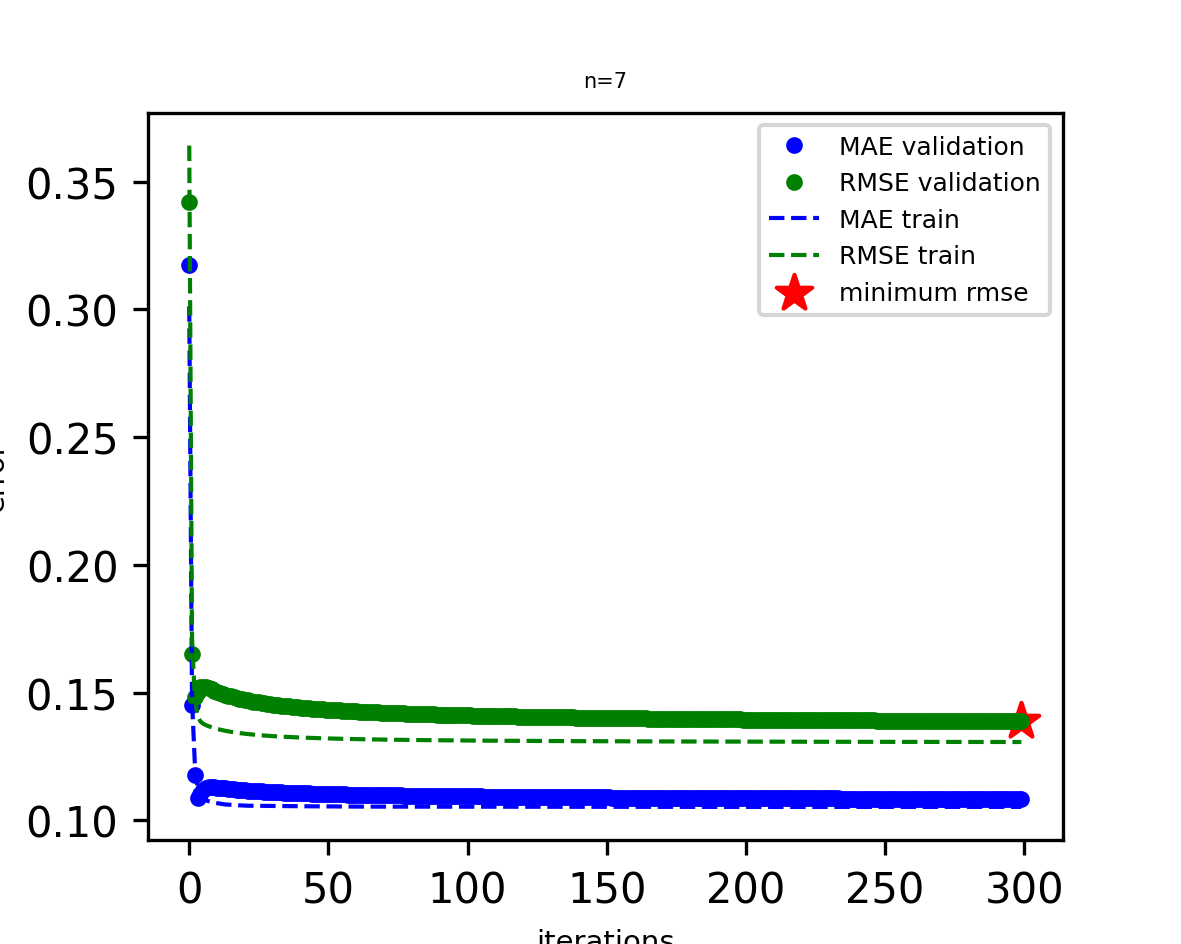 n=7
0.35
0.30
0.25
0.20
0.15
0.10
MAE validation
RMSE validation
MAE train
RMSE train
minimum rmse
0 50 100 150 200 250 300
iterations